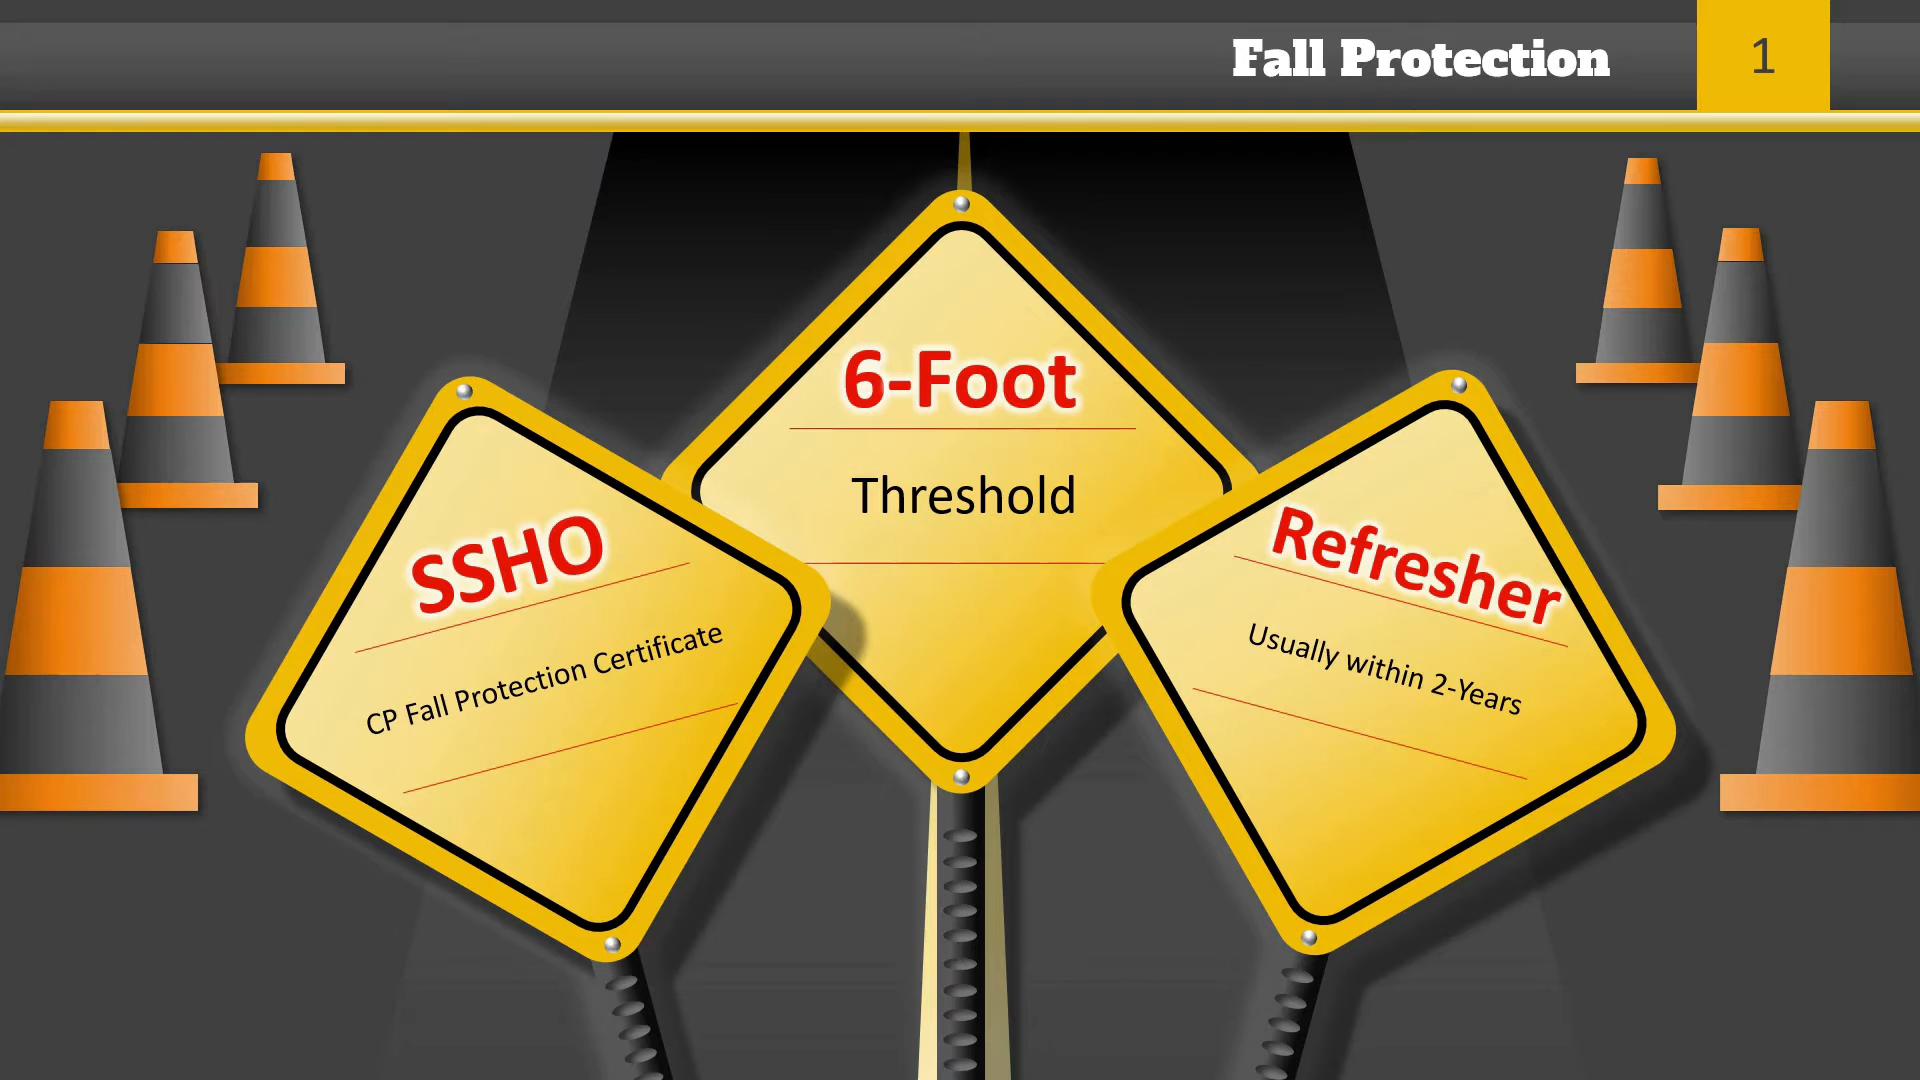 Fall Protection
1
6-Foot
Threshold
SSHO
CP Fall Protection Certificate
Refresher
Usually within 2-Years